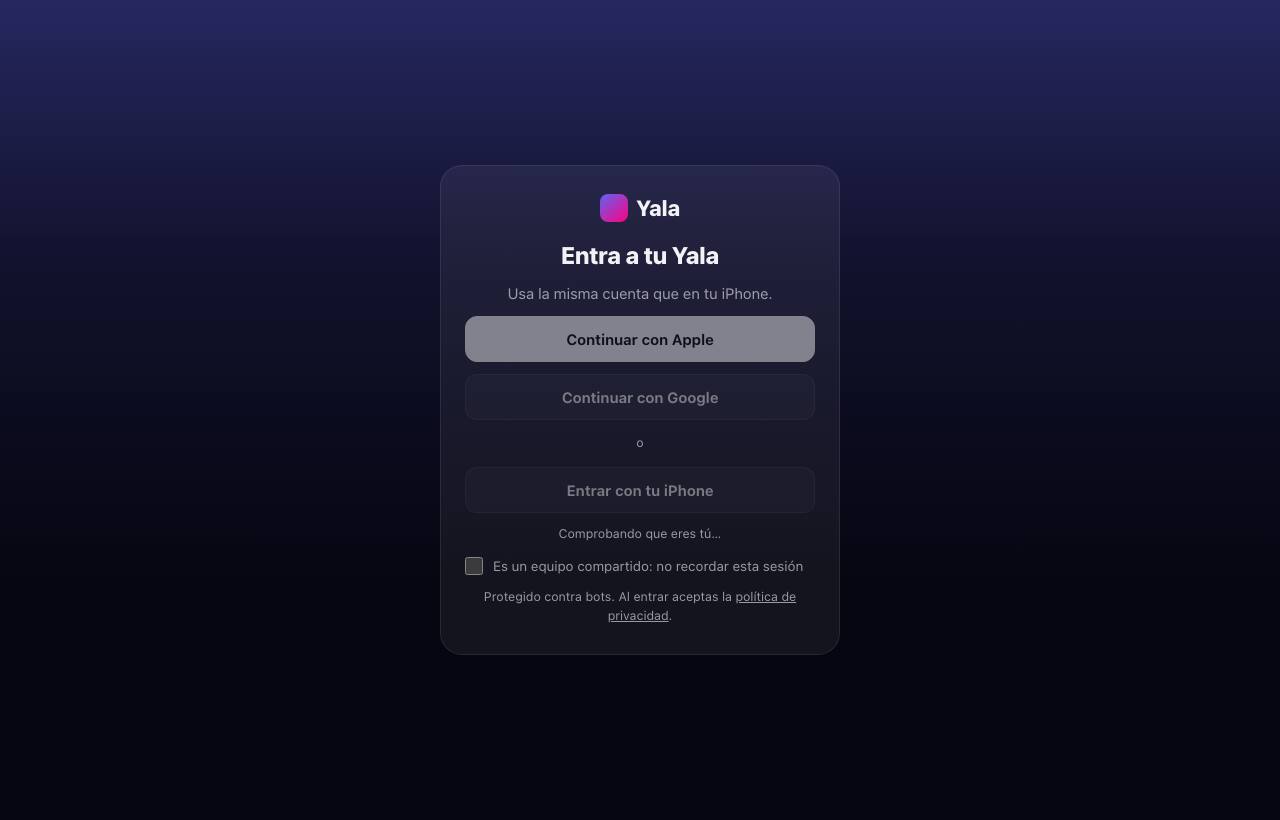 Yala
Entra a tu Yala
Usa la misma cuenta que en tu iPhone.
Continuar con Apple
Continuar con Google
o
Entrar con tu iPhone
Comprobando que eres tú…
Es un equipo compartido: no recordar esta sesión
Protegido contra bots. Al entrar aceptas la política de
privacidad.